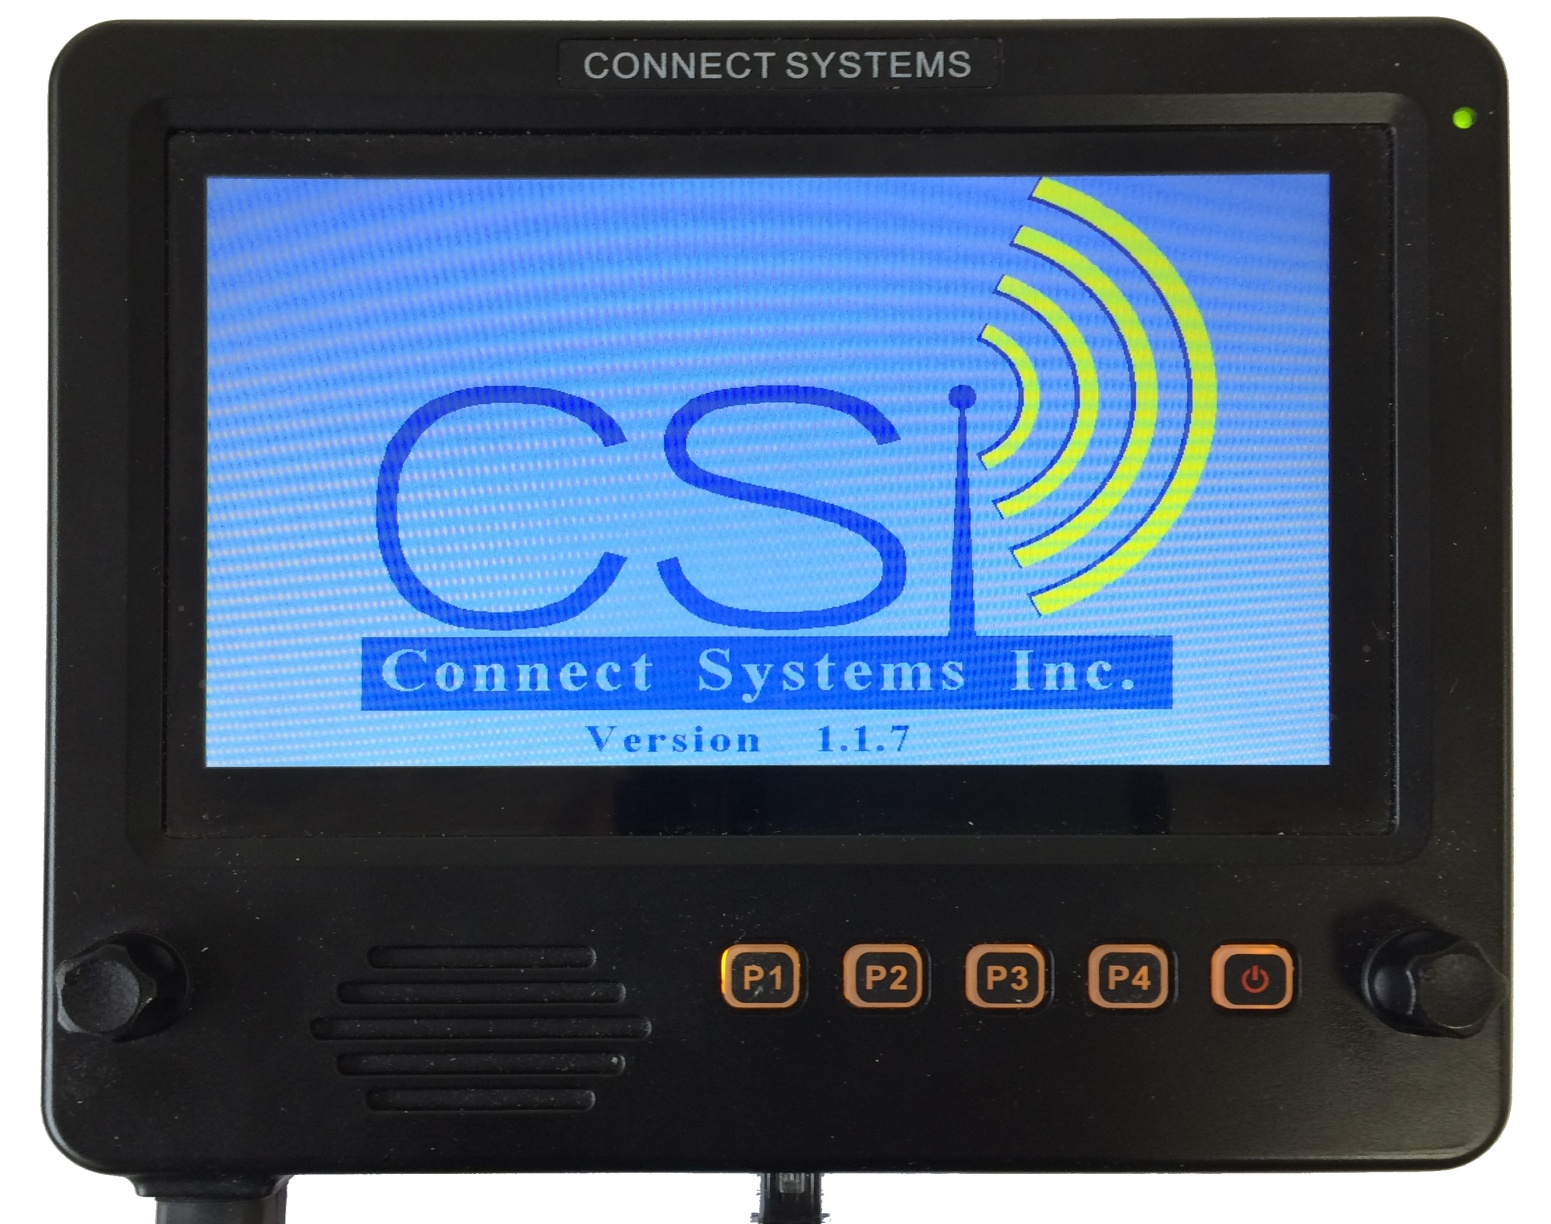 CONNECT SYSTEMS
CSi
Connect Systems Inc.
Version 1.1.7
P1 P2 P3 P4